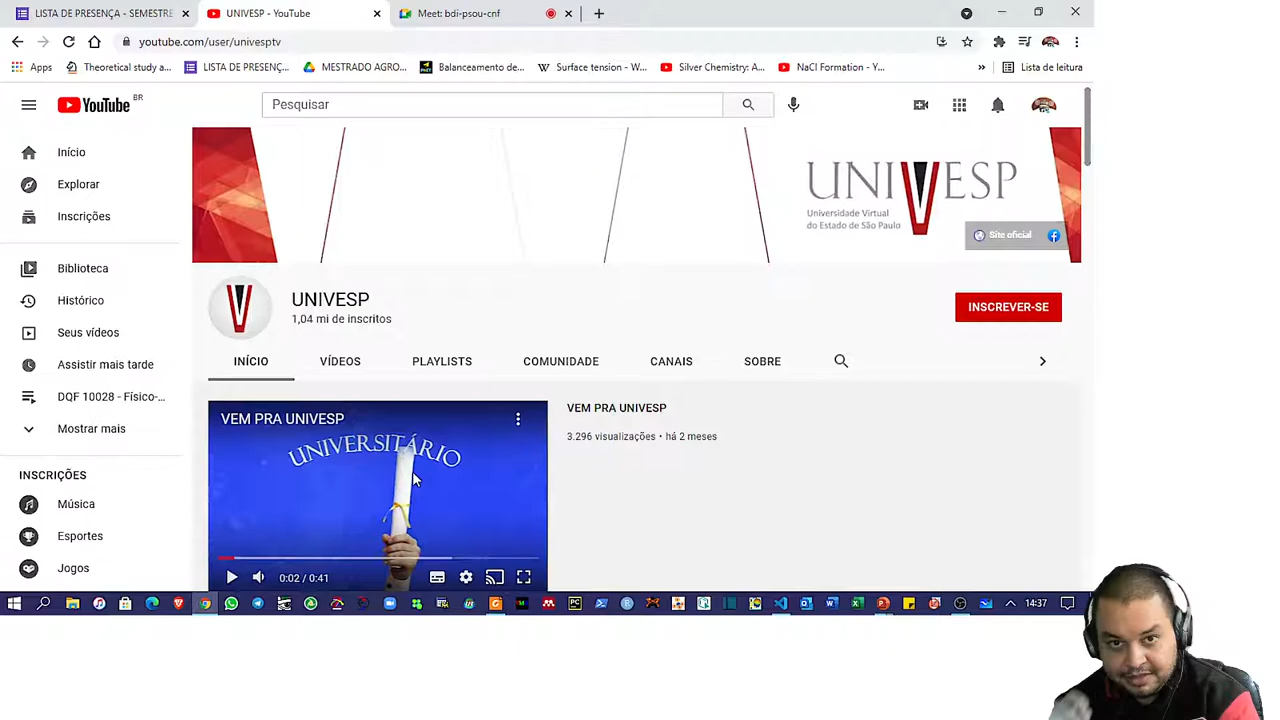 LISTA DE PRESENÇA - SEMESTRE
UNIVESP - YouTube
Meet: bdi-psou-cnf
youtube.com/user/univesptv
Apps
Theoretical study a...
LISTA DE PRESENÇ...
MESTRADO AGRO...
Balanceamento de...
Surface tension - W...
Silver Chemistry: A...
NaCl Formation - Y...
»
Lista de leitura
YouTube BR
Pesquisar
Início
Explorar
Inscrições
Biblioteca
Histórico
Seus vídeos
Assistir mais tarde
DQF 10028 - Físico-...
Mostrar mais
INSCRIÇÕES
Música
Esportes
Jogos
UNIVESP
Universidade Virtual
do Estado de São Paulo
Site oficial
UNIVESP
1,04 mi de inscritos
INSCREVER-SE
INÍCIO
VÍDEOS
PLAYLISTS
COMUNIDADE
CANAIS
SOBRE
VEM PRA UNIVESP
UNIVERSITÁRIO
0:02 / 0:41
VEM PRA UNIVESP
3.296 visualizações • há 2 meses
14:37